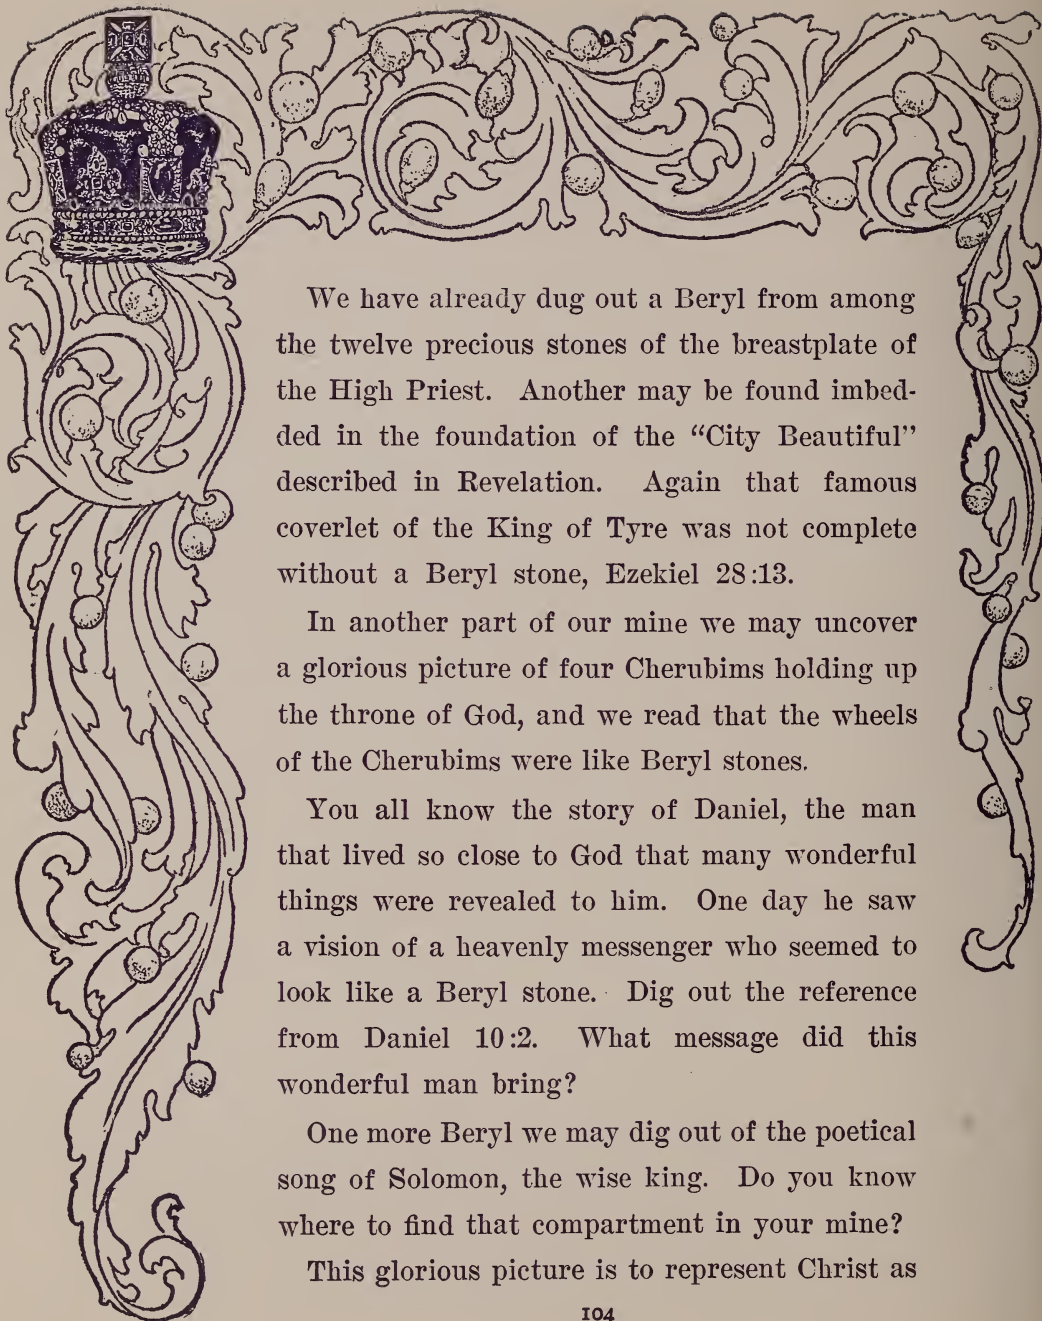 We have already dug out a Beryl from among
the twelve precious stones of the breastplate of
the High Priest. Another may be found imbed-
ded in the foundation of the “City Beautiful”
described in Revelation. Again that famous
coverlet of the King of Tyre was not complete
without a Beryl stone, Ezekiel 28:13.
In another part of our mine we may uncover
a glorious picture of four Cherubims holding up
the throne of God, and we read that the wheels
of the Cherubims were like Beryl stones.
You all know the story of Daniel, the man
that lived so close to God that many wonderful
things were revealed to him. One day he saw
a vision of a heavenly messenger who seemed to
look like a Beryl stone. Dig out the reference
from Daniel 10:2. What message did this
wonderful man bring?
One more Beryl we may dig out of the poetical
song of Solomon, the wise king. Do you know
where to find that compartment in your mine?
This glorious picture is to represent Christ as
104